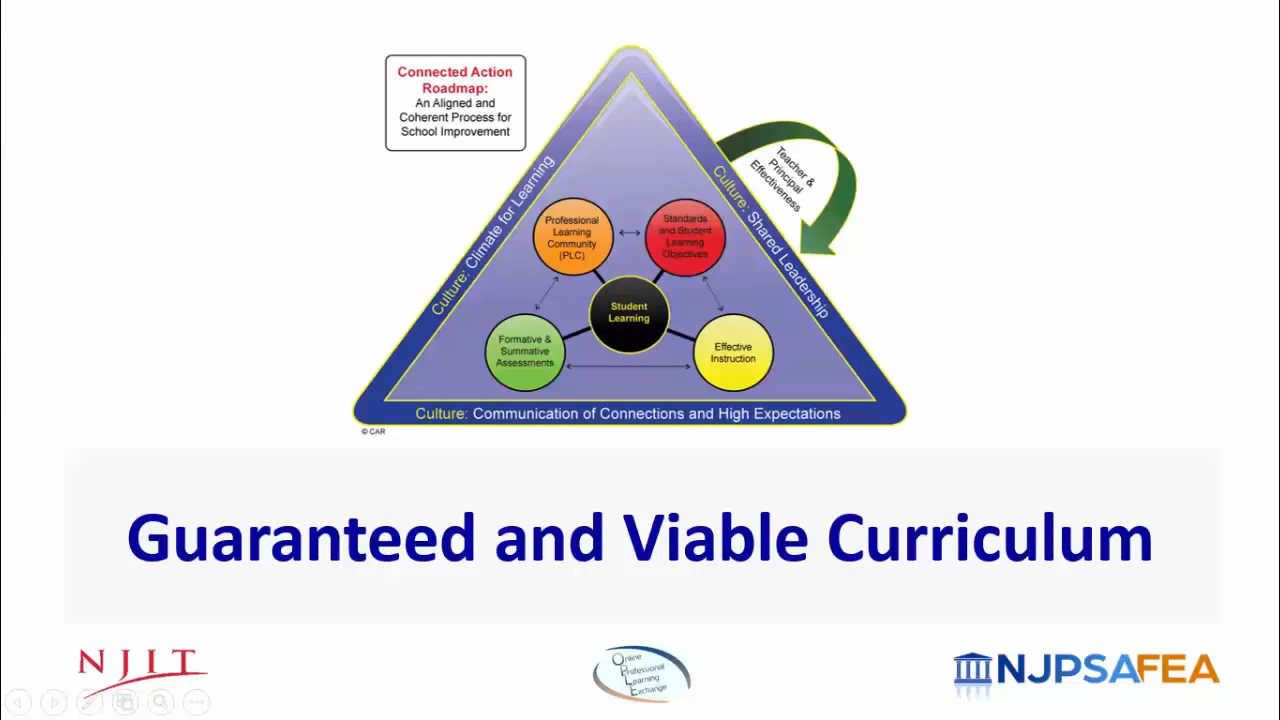 Connected Action
Roadmap:
An Aligned and
Coherent Process for
School Improvement
Teacher &
Principal
Effectiveness
Culture: Climate for Learning
Culture: Shared Leadership
Professional
Learning
Community
(PLC)
Standards
and Student
Learning
Objectives
Student
Learning
Formative &
Summative
Assessments
Effective
Instruction
Culture: Communication of Connections and High Expectations
© CAR
Guaranteed and Viable Curriculum
NJIT
Online
Professional
Learning
Exchange
NJPSAFEA